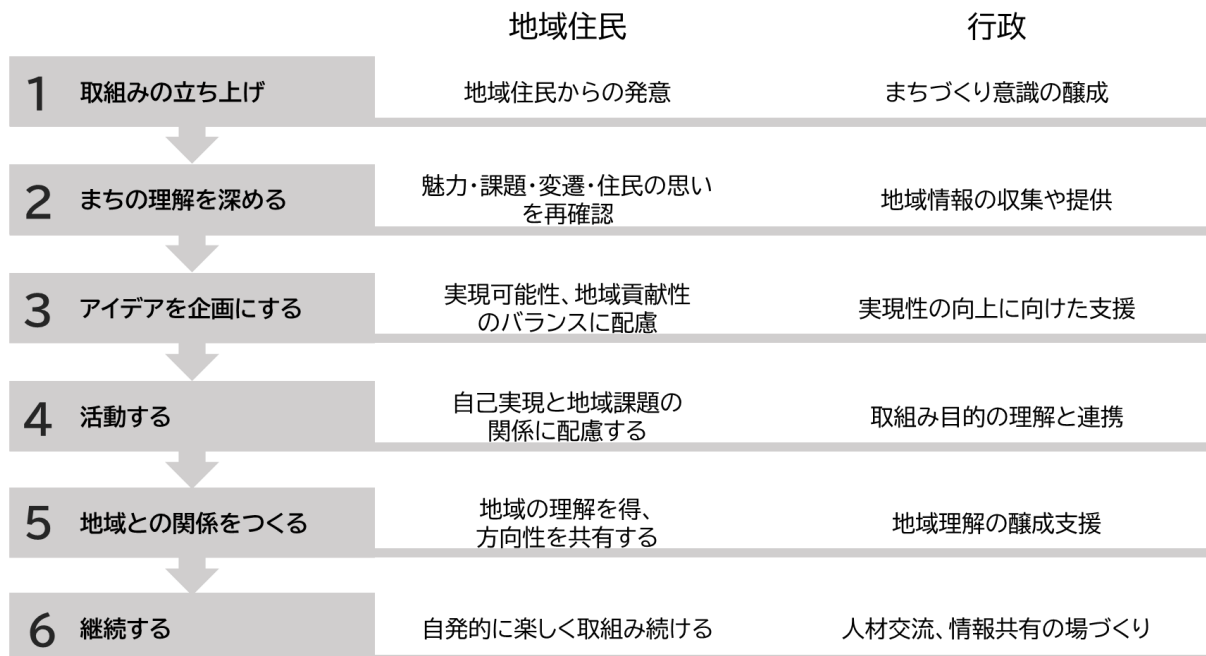 地域住民 行政
1 取組みの立ち上げ 地域住民からの発意 まちづくり意識の醸成
2 まちの理解を深める 魅力・課題・変遷・住民の思い
を再確認 地域情報の収集や提供
3 アイデアを企画にする 実現可能性、地域貢献性
のバランスに配慮 実現性の向上に向けた支援
4 活動する 自己実現と地域課題の
関係に配慮する 取組み目的の理解と連携
5 地域との関係をつくる 地域の理解を得、
方向性を共有する 地域理解の醸成支援
6 継続する 自発的に楽しく取組み続ける 人材交流、情報共有の場づくり